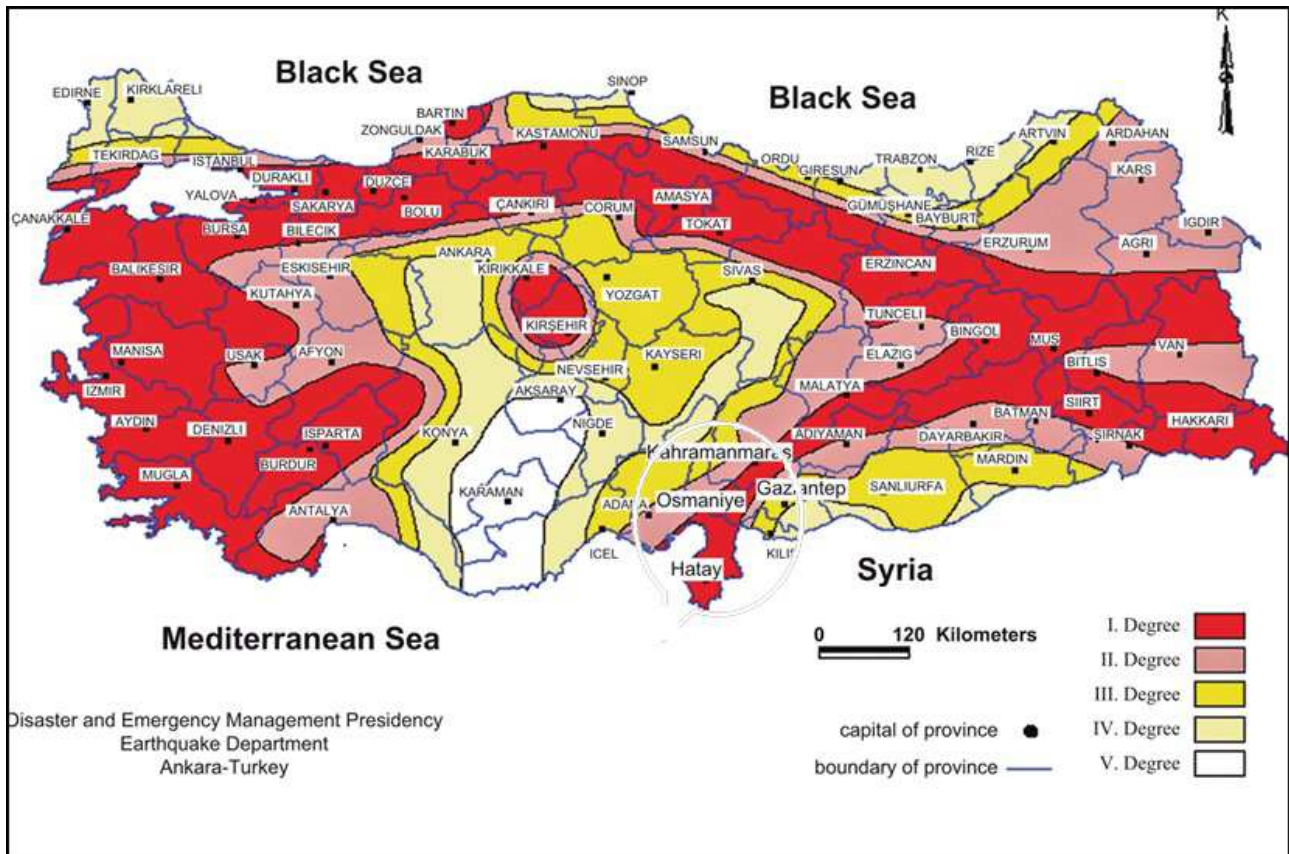 K
Black Sea
Black Sea
SINOP
EDIRNE
KIRKLARELI
BARTIN
ZONGULDAK
KASTAMONU
KARABUK
SAMSUN
ORDU
GIRESUN
TRABZON
RIZE
ARTVIN
ARDAHAN
KARS
TEKIRDAG
ISTANBUL
DURAKLI
YALOVA
SAKARYA
DUZCE
BOLU
ÇANKIRI
CORUM
AMASYA
TOKAT
GÜMÜŞHANE
BAYBURT
ERZURUM
AGRI
IGDIR
ÇANAKKALE
BURSA
BILECIK
BALIKESIR
ESKISEHIR
ANKARA
KIRIKKALE
YOZGAT
SIVAS
ERZINCAN
KUTAHYA
KIRŞEHIR
TUNCELI
BINGOL
MUŞ
VAN
BITLIS
MANISA
USAK
AFYON
KAYSERI
ELAZIG
NEVSEHIR
MALATYA
IZMIR
AKSARAY
SIIRT
BATMAN
HAKKARI
AYDIN
DENIZLI
ISPARTA
KONYA
NIGDE
ADIYAMAN
DAYARBAKIR
ŞIRNAK
BURDUR
Kahramanmaras
MARDIN
MUGLA
KARAMAN
Gaziantep
SANLIURFA
ADANA
Osmaniye
ANTALYA
ICEL
KILIS
Hatay
Syria
Mediterranean Sea
0 120 Kilometers
I. Degree
II. Degree
III. Degree
IV. Degree
V. Degree
capital of province
boundary of province
Disaster and Emergency Management Presidency
Earthquake Department
Ankara-Turkey